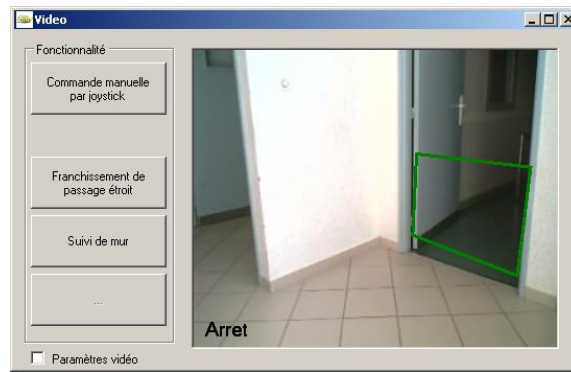 Video
Fonctionnalité
Commande manuelle
par joystick
Franchissement de
passage étroit
Suivi de mur
...
Paramètres vidéo
Arret